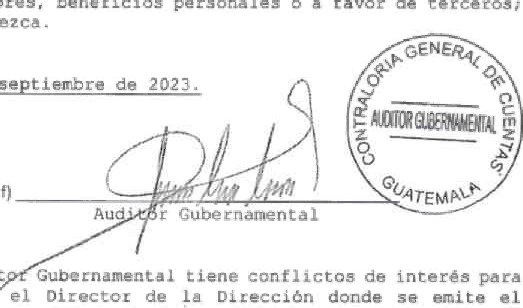 ores, beneficios personales o a favor de terceros;
ezca.
septiembre de 2023.
CONTRALORIA GENERAL DE CUENTAS
AUDITOR GUBERNAMENTAL
GUATEMALA
f)
Auditor Gubernamental
tor Gubernamental tiene conflictos de interés para
el Director de la Dirección donde se emite el